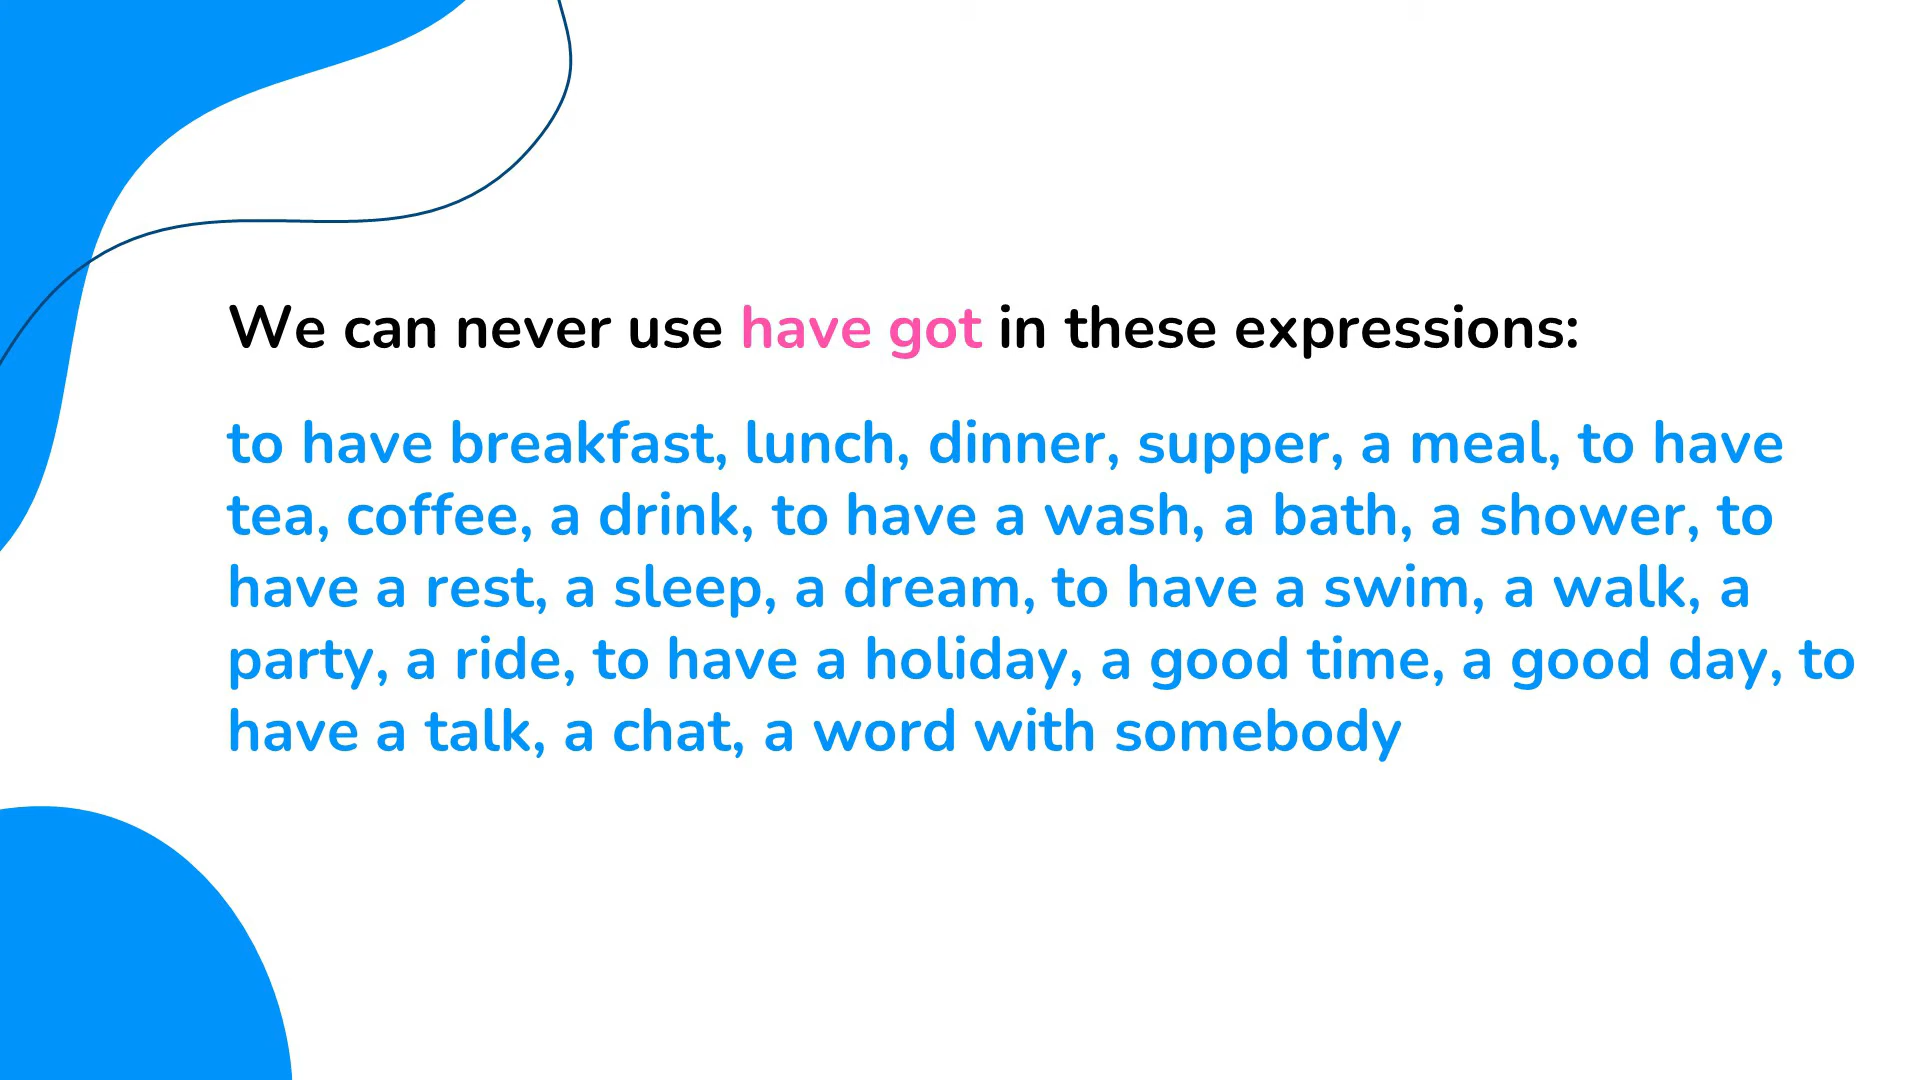 We can never use have got in these expressions:
to have breakfast, lunch, dinner, supper, a meal, to have
tea, coffee, a drink, to have a wash, a bath, a shower, to
have a rest, a sleep, a dream, to have a swim, a walk, a
party, a ride, to have a holiday, a good time, a good day, to
have a talk, a chat, a word with somebody